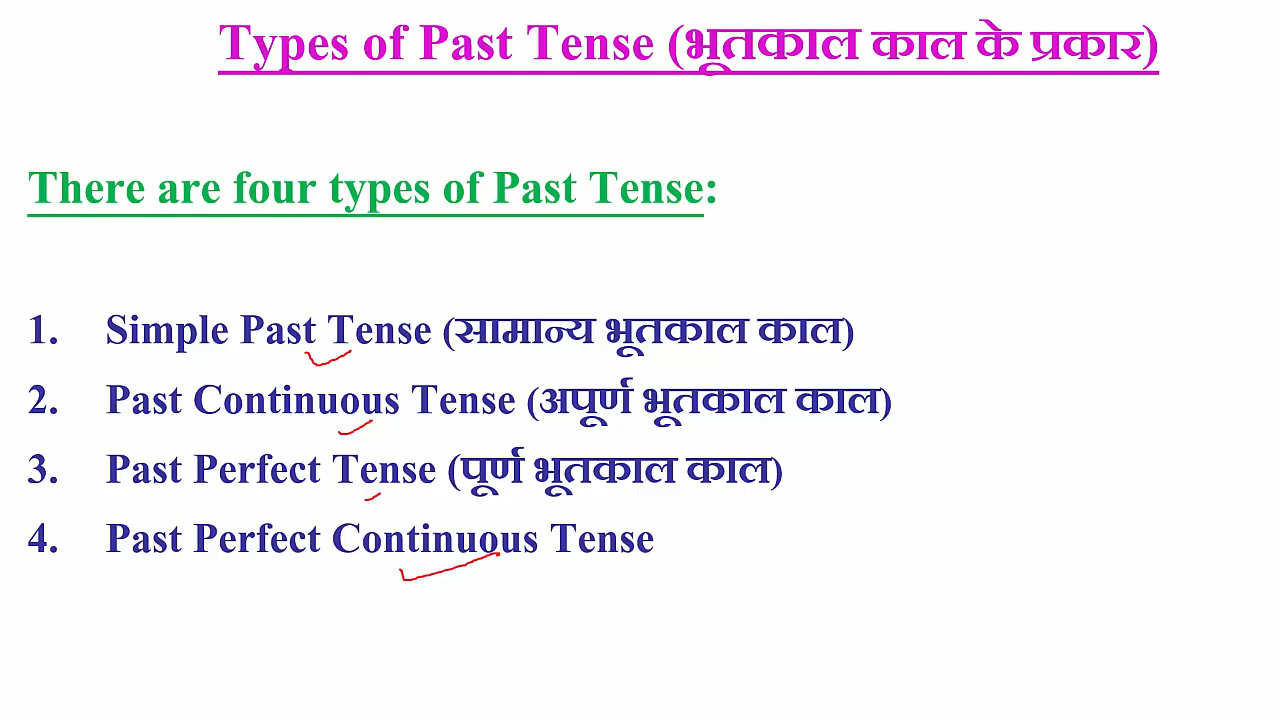 Types of Past Tense (भूतकाल काल के प्रकार)
There are four types of Past Tense:
1. Simple Past Tense (सामान्य भूतकाल काल)
2. Past Continuous Tense (अपूर्ण भूतकाल काल)
3. Past Perfect Tense (पूर्ण भूतकाल काल)
4. Past Perfect Continuous Tense